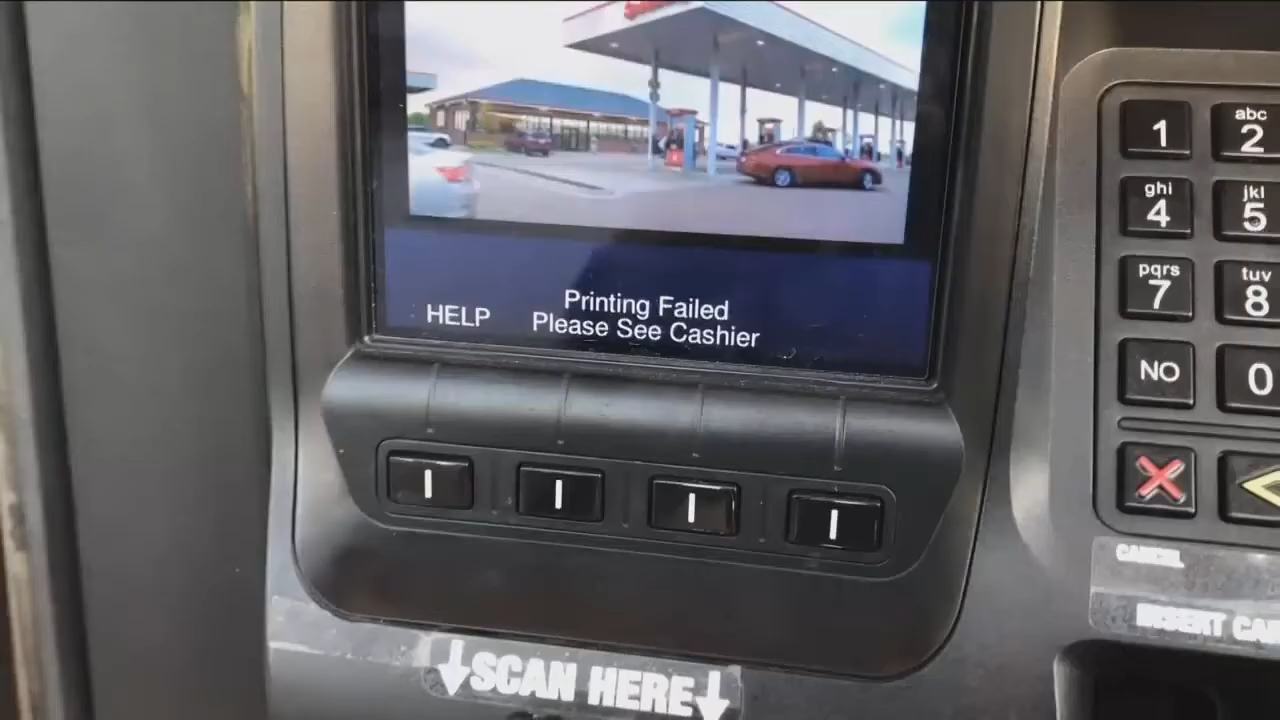 Printing Failed
HELP Please See Cashier
1
abc
2
ghi
4
jkl
5
pqrs
7
tuv
8
NO
0
CANCEL
INSERT
SCAN HERE